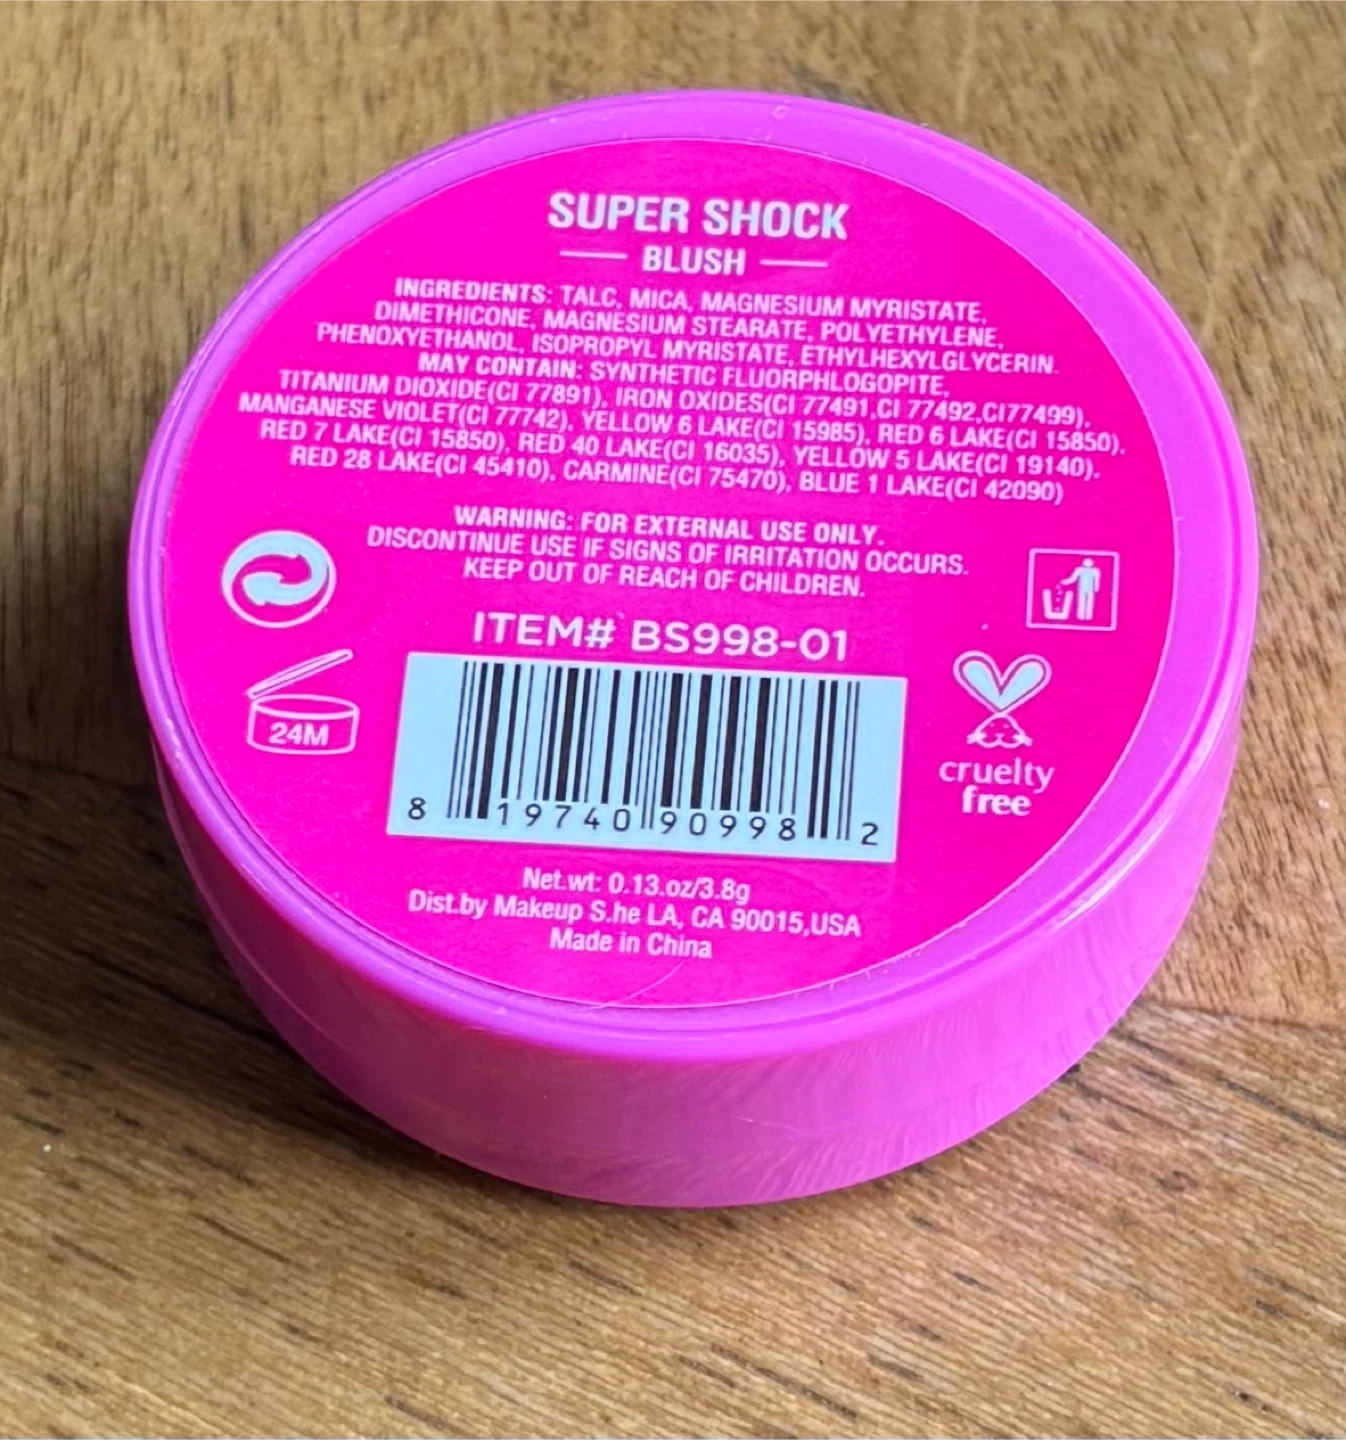 SUPER SHOCK
BLUSH
INGREDIENTS: TALC, MICA, MAGNESIUM MYRISTATE,
DIMETHICONE, MAGNESIUM STEARATE, POLYETHYLENE,
PHENOXYETHANOL, ISOPROPYL MYRISTATE, ETHYLHEXYLGLYCERIN.
MAY CONTAIN: SYNTHETIC FLUORPHLOGOPITE,
TITANIUM DIOXIDE(CI 77891), IRON OXIDES(CI 77491,CI 77492,CI77499),
MANGANESE VIOLET(CI 77742), YELLOW 6 LAKE(CI 15985), RED 6 LAKE(CI 15850),
RED 7 LAKE(CI 15850), RED 40 LAKE(CI 16035), YELLOW 5 LAKE(CI 19140),
RED 28 LAKE(CI 45410), CARMINE(CI 75470), BLUE 1 LAKE(CI 42090)
WARNING: FOR EXTERNAL USE ONLY.
DISCONTINUE USE IF SIGNS OF IRRITATION OCCURS.
KEEP OUT OF REACH OF CHILDREN.
ITEM# BS998-01
24M
8 19740 90998 2
cruelty
free
Net.wt: 0.13.oz/3.8g
Dist.by Makeup S.he LA, CA 90015,USA
Made in China